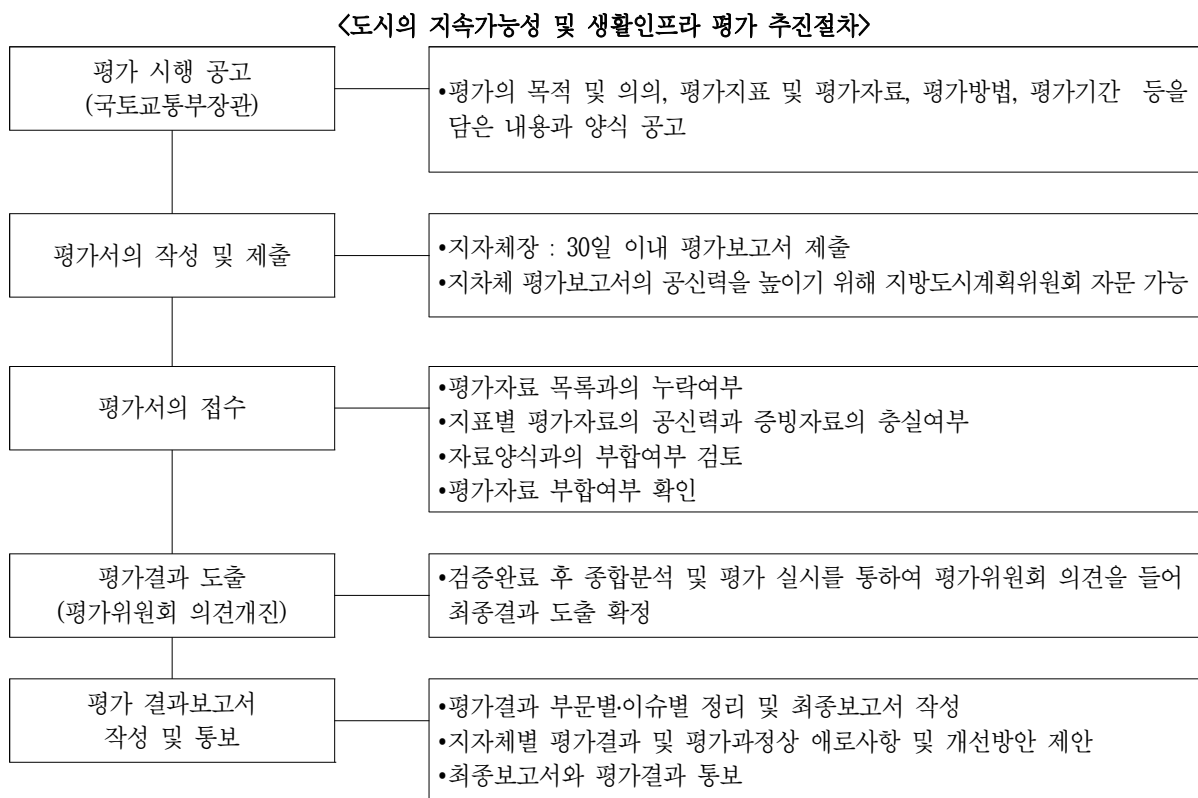 <도시의 지속가능성 및 생활인프라 평가 추진절차>
평가 시행 공고
(국토교통부장관)
•평가의 목적 및 의의, 평가지표 및 평가자료, 평가방법, 평가기간 등을
담은 내용과 양식 공고
평가서의 작성 및 제출
•지자체장 : 30일 이내 평가보고서 제출
•지차체 평가보고서의 공신력을 높이기 위해 지방도시계획위원회 자문 가능
평가서의 접수
•평가자료 목록과의 누락여부
•지표별 평가자료의 공신력과 증빙자료의 충실여부
•자료양식과의 부합여부 검토
•평가자료 부합여부 확인
평가결과 도출
(평가위원회 의견개진)
•검증완료 후 종합분석 및 평가 실시를 통하여 평가위원회 의견을 들어
최종결과 도출 확정
평가 결과보고서
작성 및 통보
•평가결과 부문별·이슈별 정리 및 최종보고서 작성
•지자체별 평가결과 및 평가과정상 애로사항 및 개선방안 제안
•최종보고서와 평가결과 통보